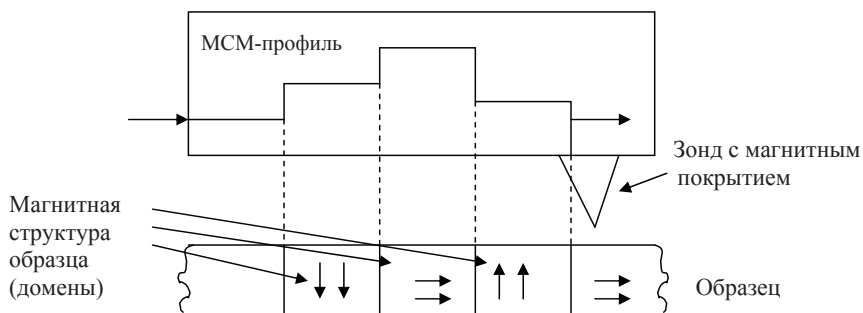 МСМ-профиль
Зонд с магнитным
покрытием
Магнитная
структура
образца
(домены)
Образец